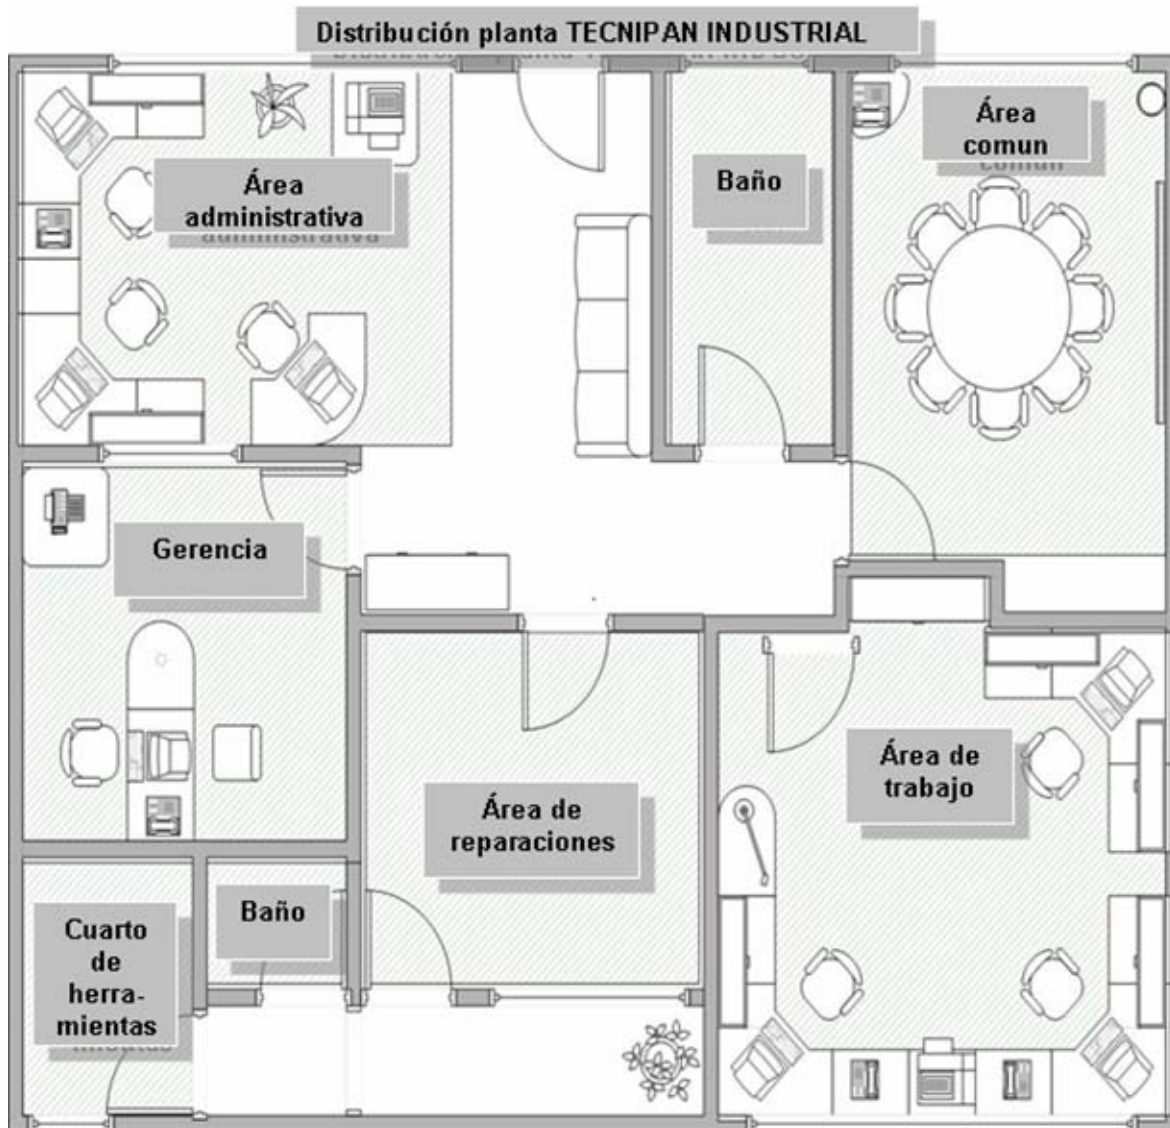 Distribución planta TECNIPAN INDUSTRIAL
Área
administrativa
Baño
Área
comun
Gerencia
Área de
reparaciones
Área de
trabajo
Cuarto
de
herra-
mientas
Baño